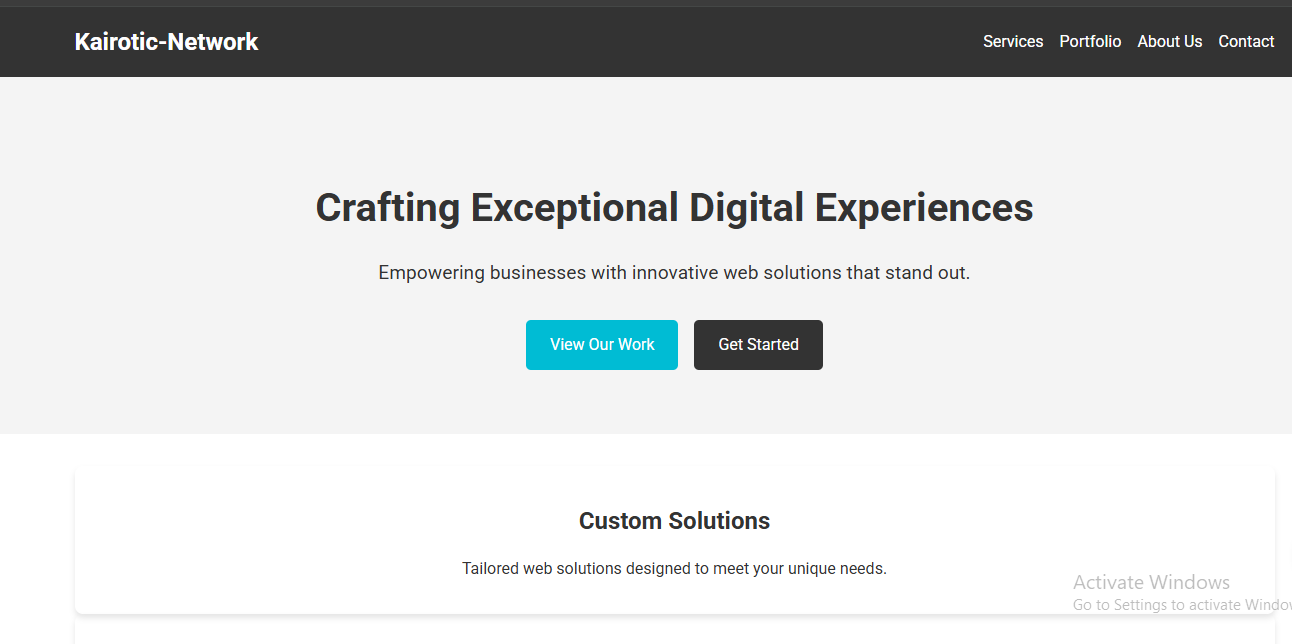 Kairotic-Network
Services Portfolio About Us Contact
Crafting Exceptional Digital Experiences
Empowering businesses with innovative web solutions that stand out.
View Our Work Get Started
Custom Solutions
Tailored web solutions designed to meet your unique needs.
Activate Windows
Go to Settings to activate Windo